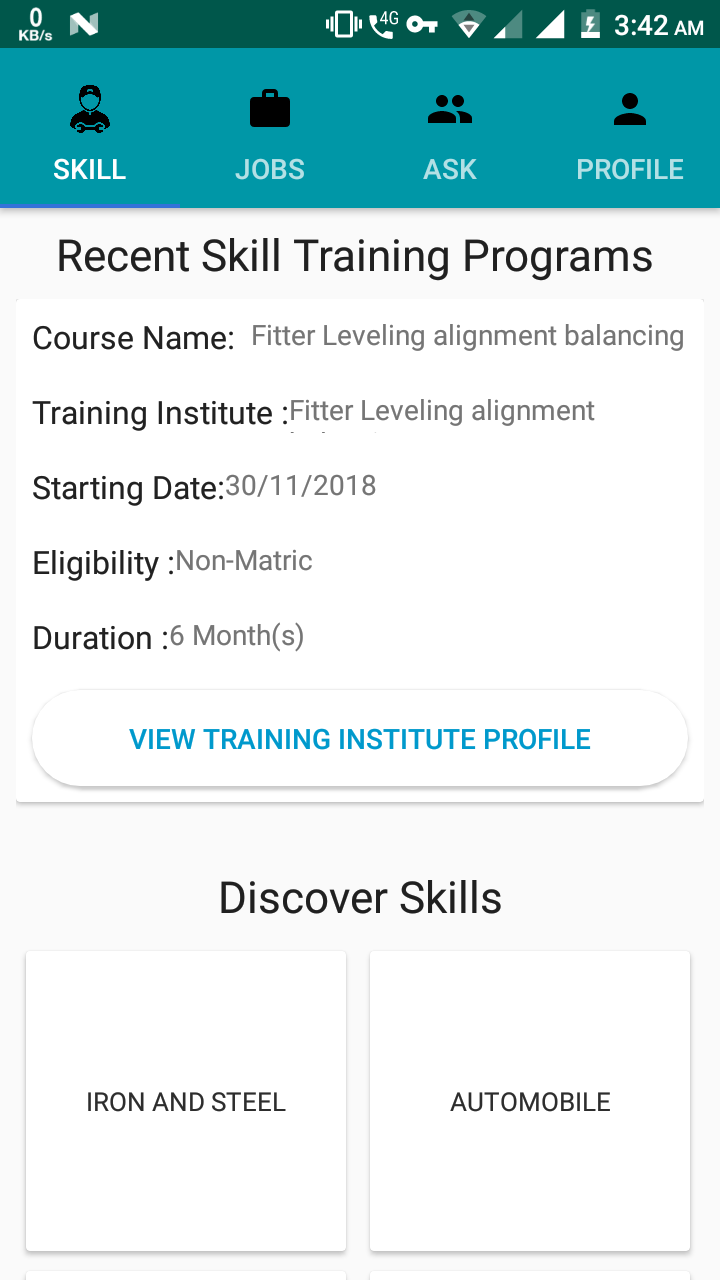 0
KB/s
4G
3:42 AM
SKILL
JOBS
ASK
PROFILE
Recent Skill Training Programs
Course Name: Fitter Leveling alignment balancing
Training Institute :Fitter Leveling alignment
Starting Date:30/11/2018
Eligibility :Non-Matric
Duration :6 Month(s)
VIEW TRAINING INSTITUTE PROFILE
Discover Skills
IRON AND STEEL
AUTOMOBILE